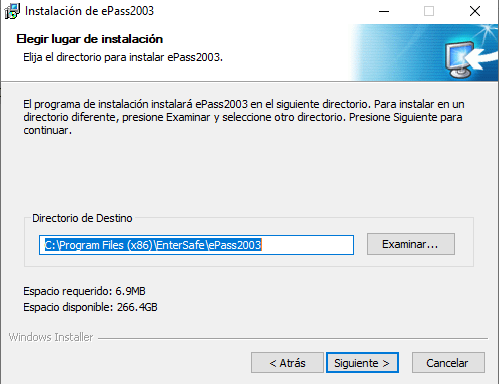 Instalación de ePass2003
Elegir lugar de instalación
Elija el directorio para instalar ePass2003.
El programa de instalación instalará ePass2003 en el siguiente directorio. Para instalar en un
directorio diferente, presione Examinar y seleccione otro directorio. Presione Siguiente para
continuar.
Directorio de Destino
C:\Program Files (x86)\EnterSafe\ePass2003
Examinar...
Espacio requerido: 6.9MB
Espacio disponible: 266.4GB
Windows Installer
< Atrás
Siguiente >
Cancelar